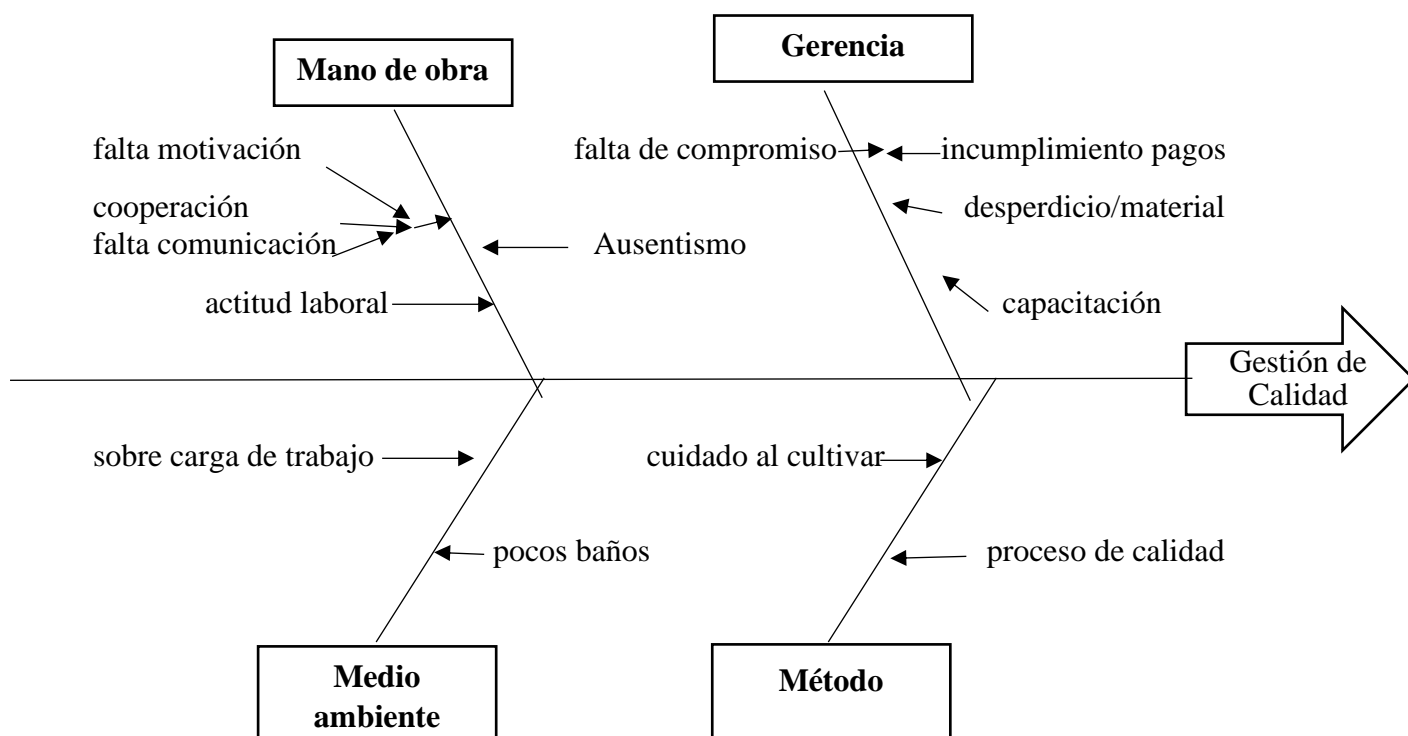 Mano de obra
Gerencia
falta motivación
cooperación
falta comunicación
Ausentismo
actitud laboral
falta de compromiso
incumplimiento pagos
desperdicio/material
capacitación
Gestión de
Calidad
sobre carga de trabajo
pocos baños
cuidado al cultivar
proceso de calidad
Medio
ambiente
Método